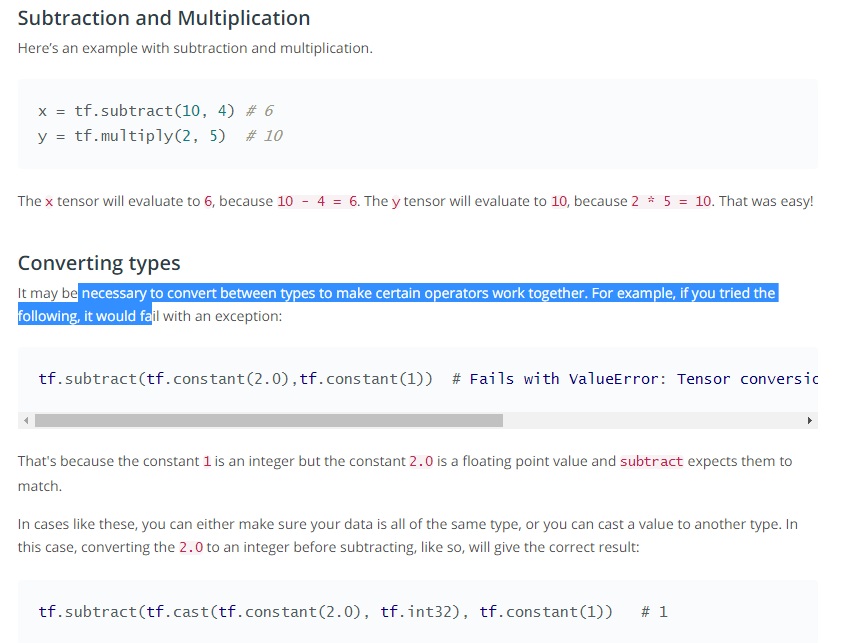 Subtraction and Multiplication
Here's an example with subtraction and multiplication.
x = tf.subtract(10, 4) # 6
y = tf.multiply(2, 5)  # 10
The x tensor will evaluate to 6, because 10 - 4 = 6. The y tensor will evaluate to 10, because 2 * 5 = 10. That was easy!
Converting types
It may be necessary to convert between types to make certain operators work together. For example, if you tried the
following, it would fail with an exception:
tf.subtract(tf.constant(2.0),tf.constant(1))  # Fails with ValueError: Tensor conversic
That's because the constant 1 is an integer but the constant 2.0 is a floating point value and subtract expects them to
match.
In cases like these, you can either make sure your data is all of the same type, or you can cast a value to another type. In
this case, converting the 2.0 to an integer before subtracting, like so, will give the correct result:
tf.subtract(tf.cast(tf.constant(2.0), tf.int32), tf.constant(1))   # 1